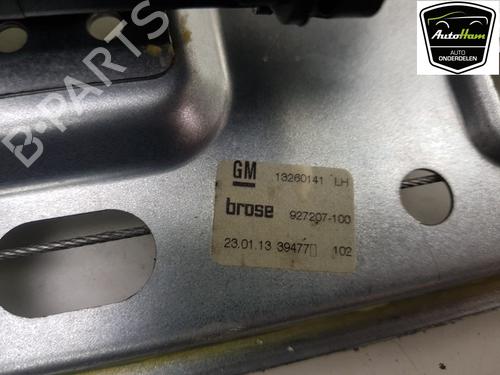 AutoHam
AUTO
ONDERDELEN
B-PARTS
GM 13260141 LH
brose 927207-100
23.01.13 39477 102